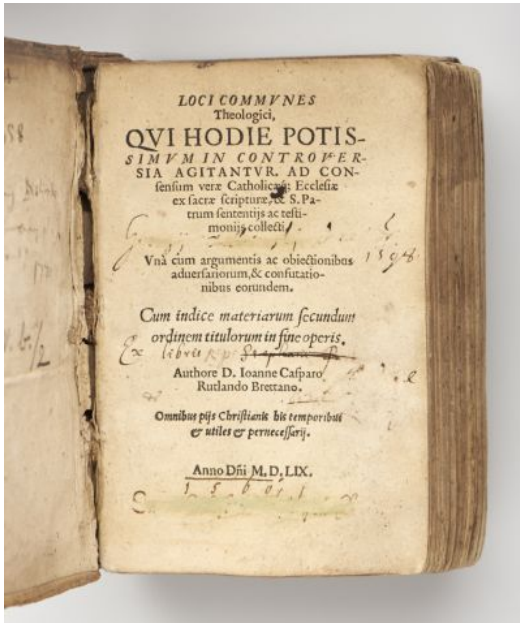 LOCI COMMVNES
Theologici,
QVI HODIE POTIS-
SIMVM IN CONTROVER-
SIA AGITANTVR. AD CON-
sensum veræ Catholicæq; Ecclesiæ
ex sacræ scripturæ, & S. Pa-
trum sententijs ac testi-
monijs collecti,
1598
Vnà cum argumentis ac obiectionibus
aduersariorum, & confutatio-
nibus eorundem.
Cum indice materiarum secundum
ordinem titulorum in fine operis.
Ex libris
Authore D. Ioanne Casparo
Rutlando Brettano.
Omnibus pijs Christianis his temporibus
& utiles & pernecessarij.
Anno Dñi M. D. LIX.